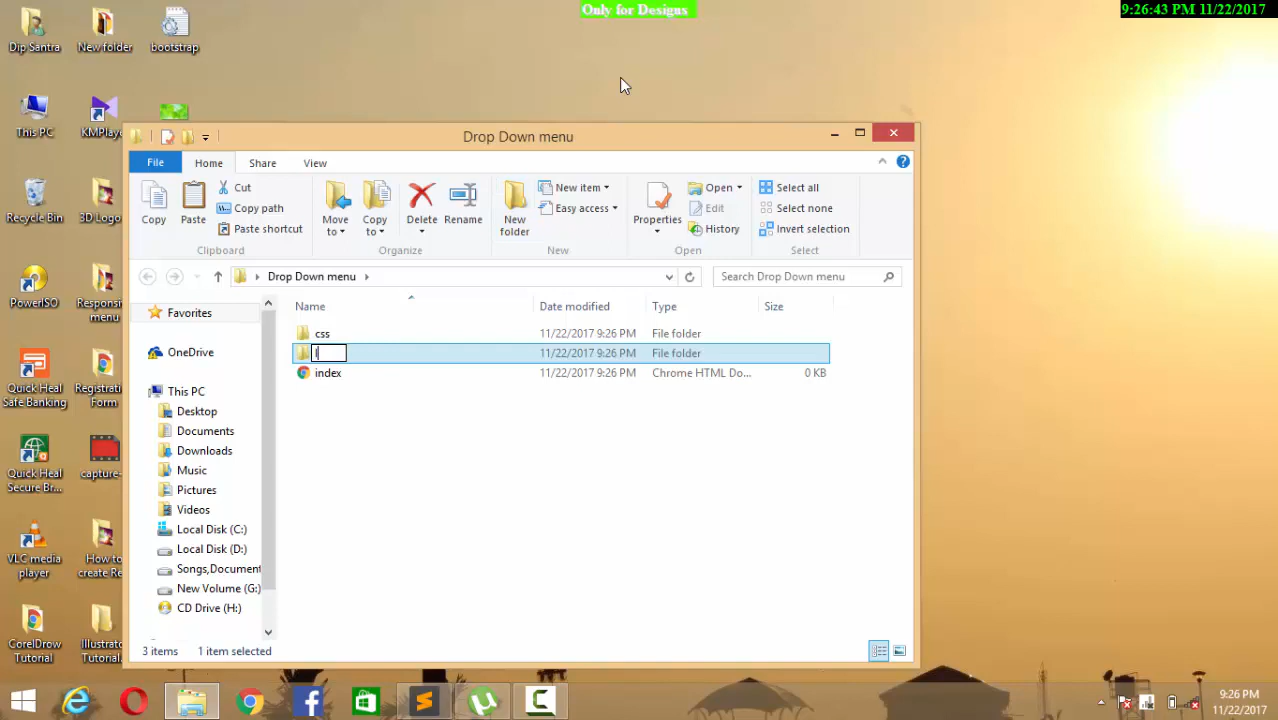 Only for Designs
9:26:43 PM 11/22/2017
Dip Santra
New folder
bootstrap
This PC
KMPlaye
Recycle Bin
3D Logo
PowerISO
Respons
menu
Quick Heal
Safe Banking
Registrati
Form
Quick Heal
Secure Br...
capture-
VLC media
player
How to
create Re
CorelDrow
Tutorial
Illustrato
Tutorial.
Drop Down menu
File
Home
Share
View
Copy
Paste
Cut
Copy path
Paste shortcut
Clipboard
Move
to
Copy
to
Delete
Rename
Organize
New
folder
New item
Easy access
New
Properties
Open
Edit
History
Open
Select all
Select none
Invert selection
Select
Drop Down menu
Search Drop Down menu
Favorites
OneDrive
This PC
Desktop
Documents
Downloads
Music
Pictures
Videos
Local Disk (C:)
Local Disk (D:)
Songs,Document
New Volume (G:)
CD Drive (H:)
Name Date modified Type Size
css 11/22/2017 9:26 PM File folder
11/22/2017 9:26 PM File folder
index 11/22/2017 9:26 PM Chrome HTML Do... 0 KB
3 items 1 item selected
9:26 PM
11/22/2017